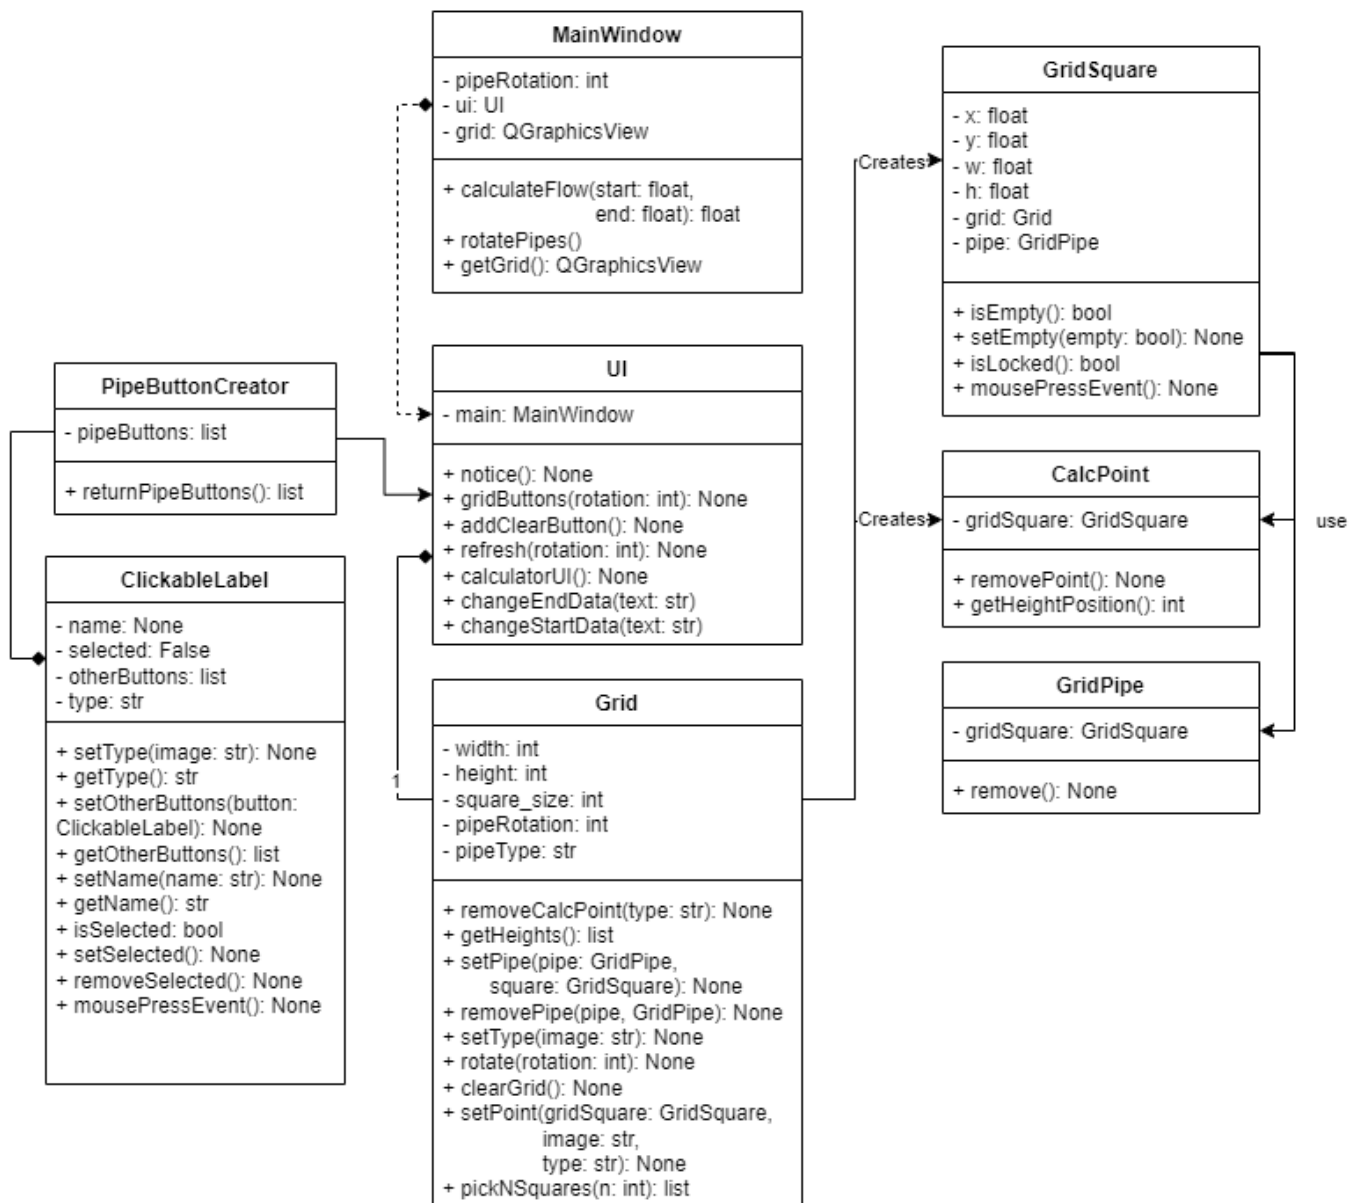 MainWindow
- pipeRotation: int
- ui: UI
- grid: QGraphicsView
+ calculateFlow(start: float,
end: float): float
+ rotatePipes()
+ getGrid(): QGraphicsView
GridSquare
- x: float
- y: float
- w: float
- h: float
- grid: Grid
- pipe: GridPipe
+ isEmpty(): bool
+ setEmpty(empty: bool): None
+ isLocked(): bool
+ mousePressEvent(): None
Creates
UI
- main: MainWindow
+ notice(): None
+ gridButtons(rotation: int): None
+ addClearButton(): None
+ refresh(rotation: int): None
+ calculatorUI(): None
+ changeEndData(text: str)
+ changeStartData(text: str)
PipeButtonCreator
- pipeButtons: list
+ returnPipeButtons(): list
CalcPoint
- gridSquare: GridSquare
+ removePoint(): None
+ getHeightPosition(): int
Creates
use
ClickableLabel
- name: None
- selected: False
- otherButtons: list
- type: str
+ setType(image: str): None
+ getType(): str
+ setOtherButtons(button:
ClickableLabel): None
+ getOtherButtons(): list
+ setName(name: str): None
+ getName(): str
+ isSelected: bool
+ setSelected(): None
+ removeSelected(): None
+ mousePressEvent(): None
1
Grid
- width: int
- height: int
- square_size: int
- pipeRotation: int
- pipeType: str
+ removeCalcPoint(type: str): None
+ getHeights(): list
+ setPipe(pipe: GridPipe,
square: GridSquare): None
+ removePipe(pipe, GridPipe): None
+ setType(image: str): None
+ rotate(rotation: int): None
+ clearGrid(): None
+ setPoint(gridSquare: GridSquare,
image: str,
type: str): None
+ pickNSquares(n: int): list
GridPipe
- gridSquare: GridSquare
+ remove(): None